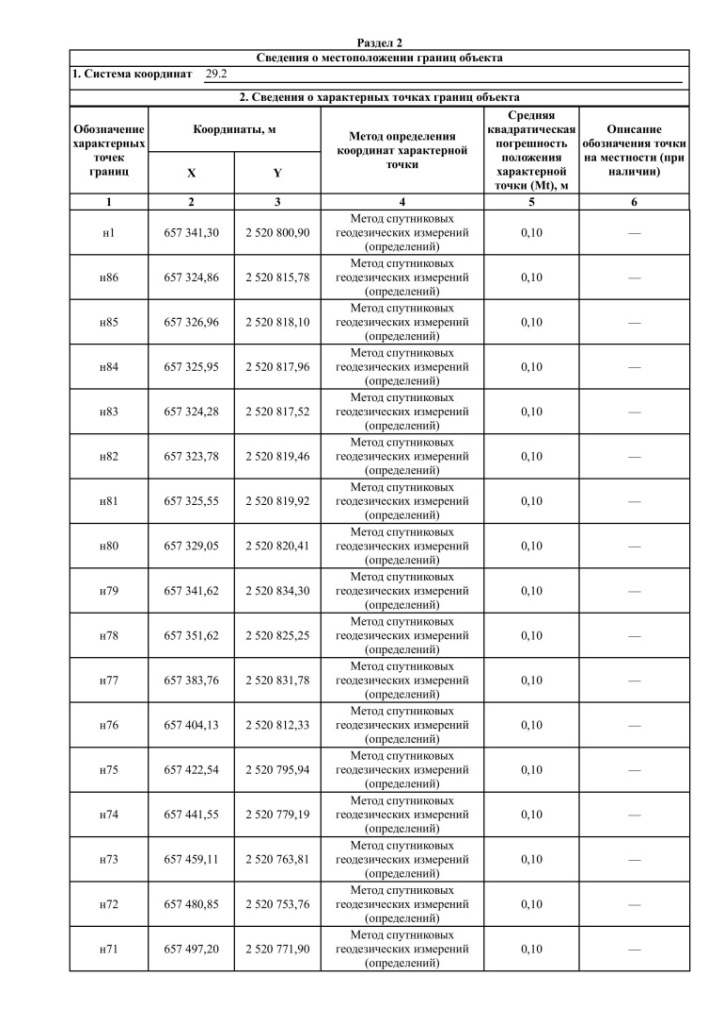 Раздел 2
Сведения о местоположении границ объекта
1. Система координат 29.2
2. Сведения о характерных точках границ объекта
Обозначение характерных точек границ
Координаты, м
X
Y
Метод определения координат характерной точки
Средняя квадратическая погрешность положения характерной точки (Mt), м
Описание обозначения точки на местности (при наличии)
1 2 3 4 5 6
н1 657 341,30 2 520 800,90 Метод спутниковых геодезических измерений (определений) 0,10 —
н86 657 324,86 2 520 815,78 Метод спутниковых геодезических измерений (определений) 0,10 —
н85 657 326,96 2 520 818,10 Метод спутниковых геодезических измерений (определений) 0,10 —
н84 657 325,95 2 520 817,96 Метод спутниковых геодезических измерений (определений) 0,10 —
н83 657 324,28 2 520 817,52 Метод спутниковых геодезических измерений (определений) 0,10 —
н82 657 323,78 2 520 819,46 Метод спутниковых геодезических измерений (определений) 0,10 —
н81 657 325,55 2 520 819,92 Метод спутниковых геодезических измерений (определений) 0,10 —
н80 657 329,05 2 520 820,41 Метод спутниковых геодезических измерений (определений) 0,10 —
н79 657 341,62 2 520 834,30 Метод спутниковых геодезических измерений (определений) 0,10 —
н78 657 351,62 2 520 825,25 Метод спутниковых геодезических измерений (определений) 0,10 —
н77 657 383,76 2 520 831,78 Метод спутниковых геодезических измерений (определений) 0,10 —
н76 657 404,13 2 520 812,33 Метод спутниковых геодезических измерений (определений) 0,10 —
н75 657 422,54 2 520 795,94 Метод спутниковых геодезических измерений (определений) 0,10 —
н74 657 441,55 2 520 779,19 Метод спутниковых геодезических измерений (определений) 0,10 —
н73 657 459,11 2 520 763,81 Метод спутниковых геодезических измерений (определений) 0,10 —
н72 657 480,85 2 520 753,76 Метод спутниковых геодезических измерений (определений) 0,10 —
н71 657 497,20 2 520 771,90 Метод спутниковых геодезических измерений (определений) 0,10 —